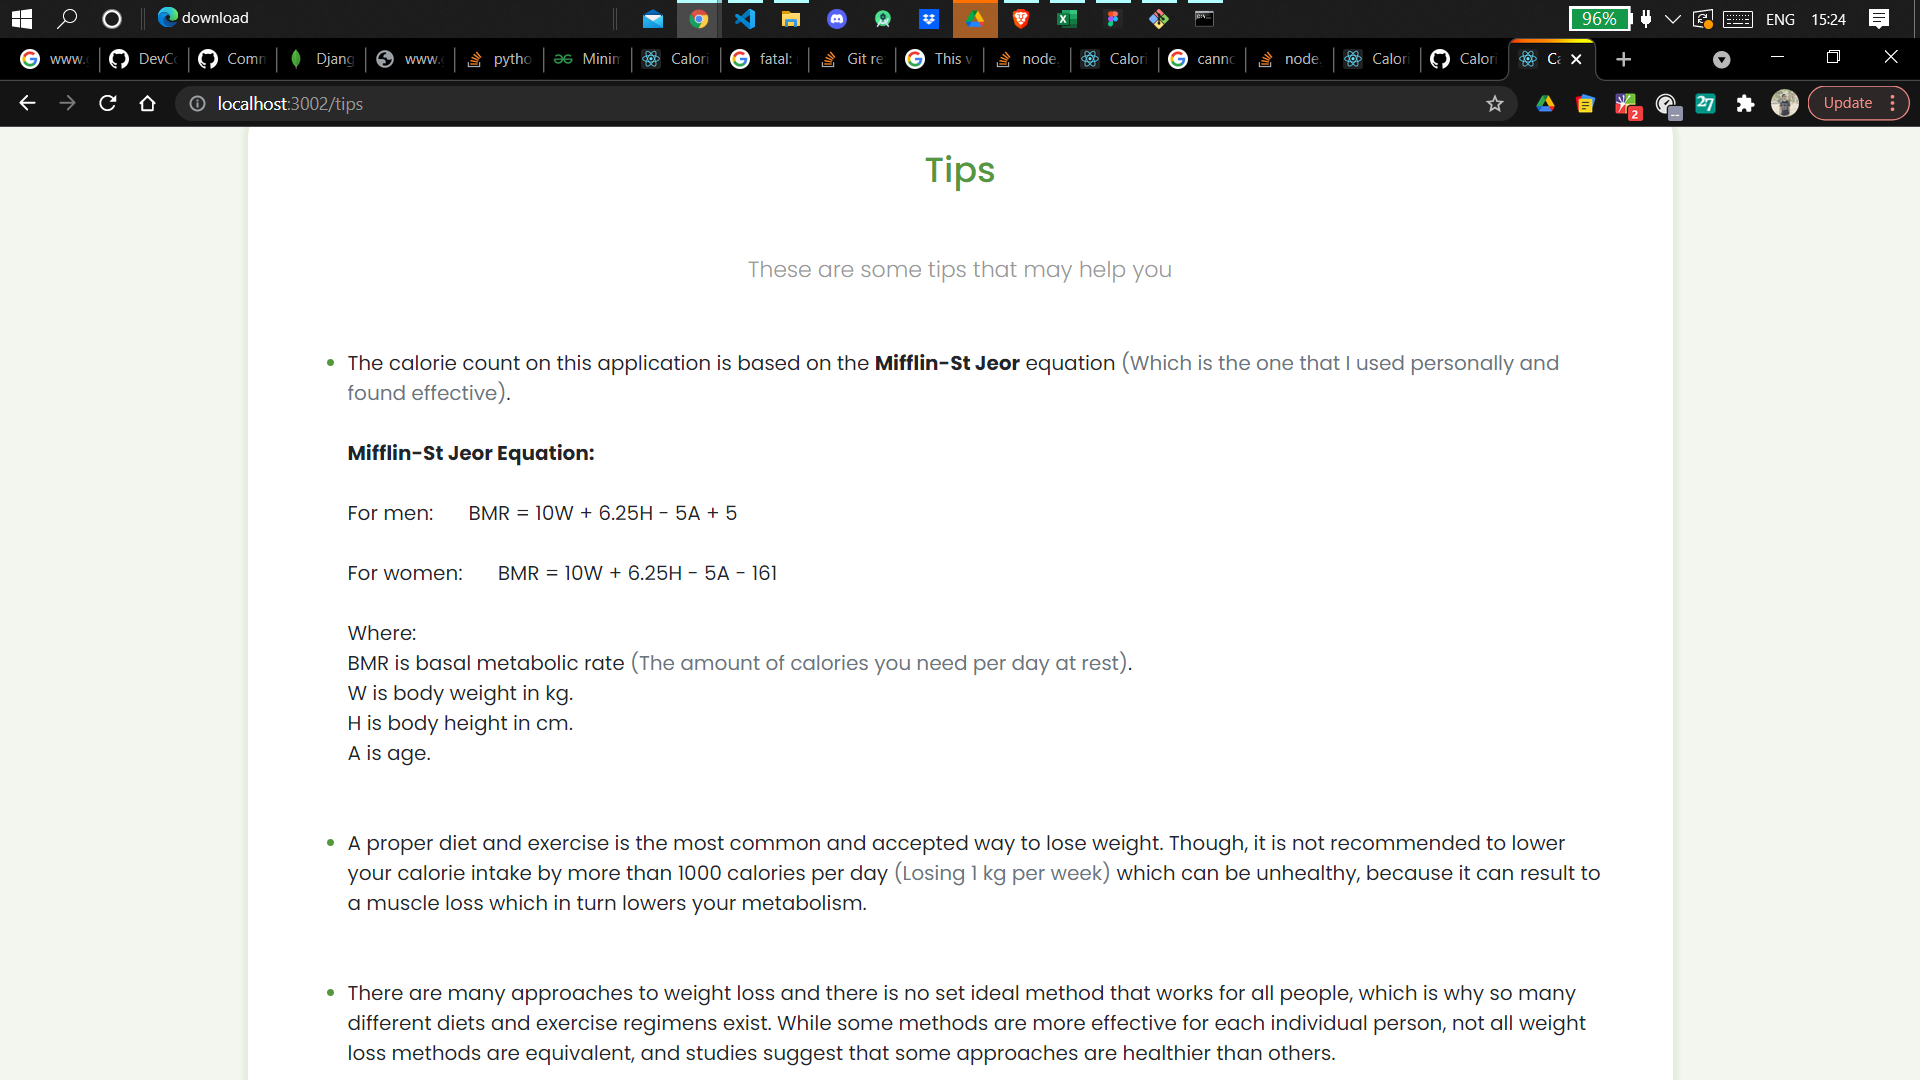 download
96%
ENG
15:24
www.
DevCo
Comm
Djang
www.
pytho
Minim
Calori
fatal:
Git re
This v
node.
Calori
canno
node.
Calori
Calori
Ca
localhost:3002/tips
2
27
Update
Tips
These are some tips that may help you
The calorie count on this application is based on the Mifflin-St Jeor equation (Which is the one that I used personally and
found effective).
Mifflin-St Jeor Equation:
For men: BMR = 10W + 6.25H - 5A + 5
For women: BMR = 10W + 6.25H - 5A - 161
Where:
BMR is basal metabolic rate (The amount of calories you need per day at rest).
W is body weight in kg.
H is body height in cm.
A is age.
A proper diet and exercise is the most common and accepted way to lose weight. Though, it is not recommended to lower
your calorie intake by more than 1000 calories per day (Losing 1 kg per week) which can be unhealthy, because it can result to
a muscle loss which in turn lowers your metabolism.
There are many approaches to weight loss and there is no set ideal method that works for all people, which is why so many
different diets and exercise regimens exist. While some methods are more effective for each individual person, not all weight
loss methods are equivalent, and studies suggest that some approaches are healthier than others.